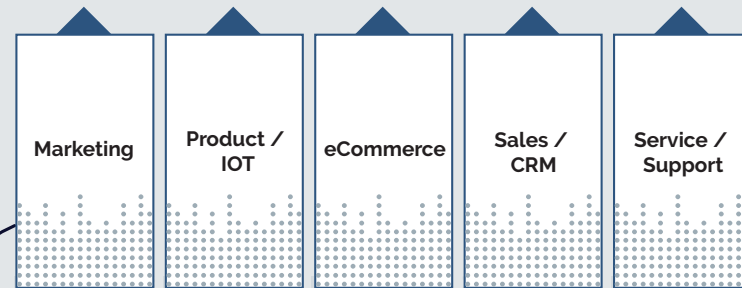 Marketing
Product /
IOT
eCommerce
Sales /
CRM
Service /
Support